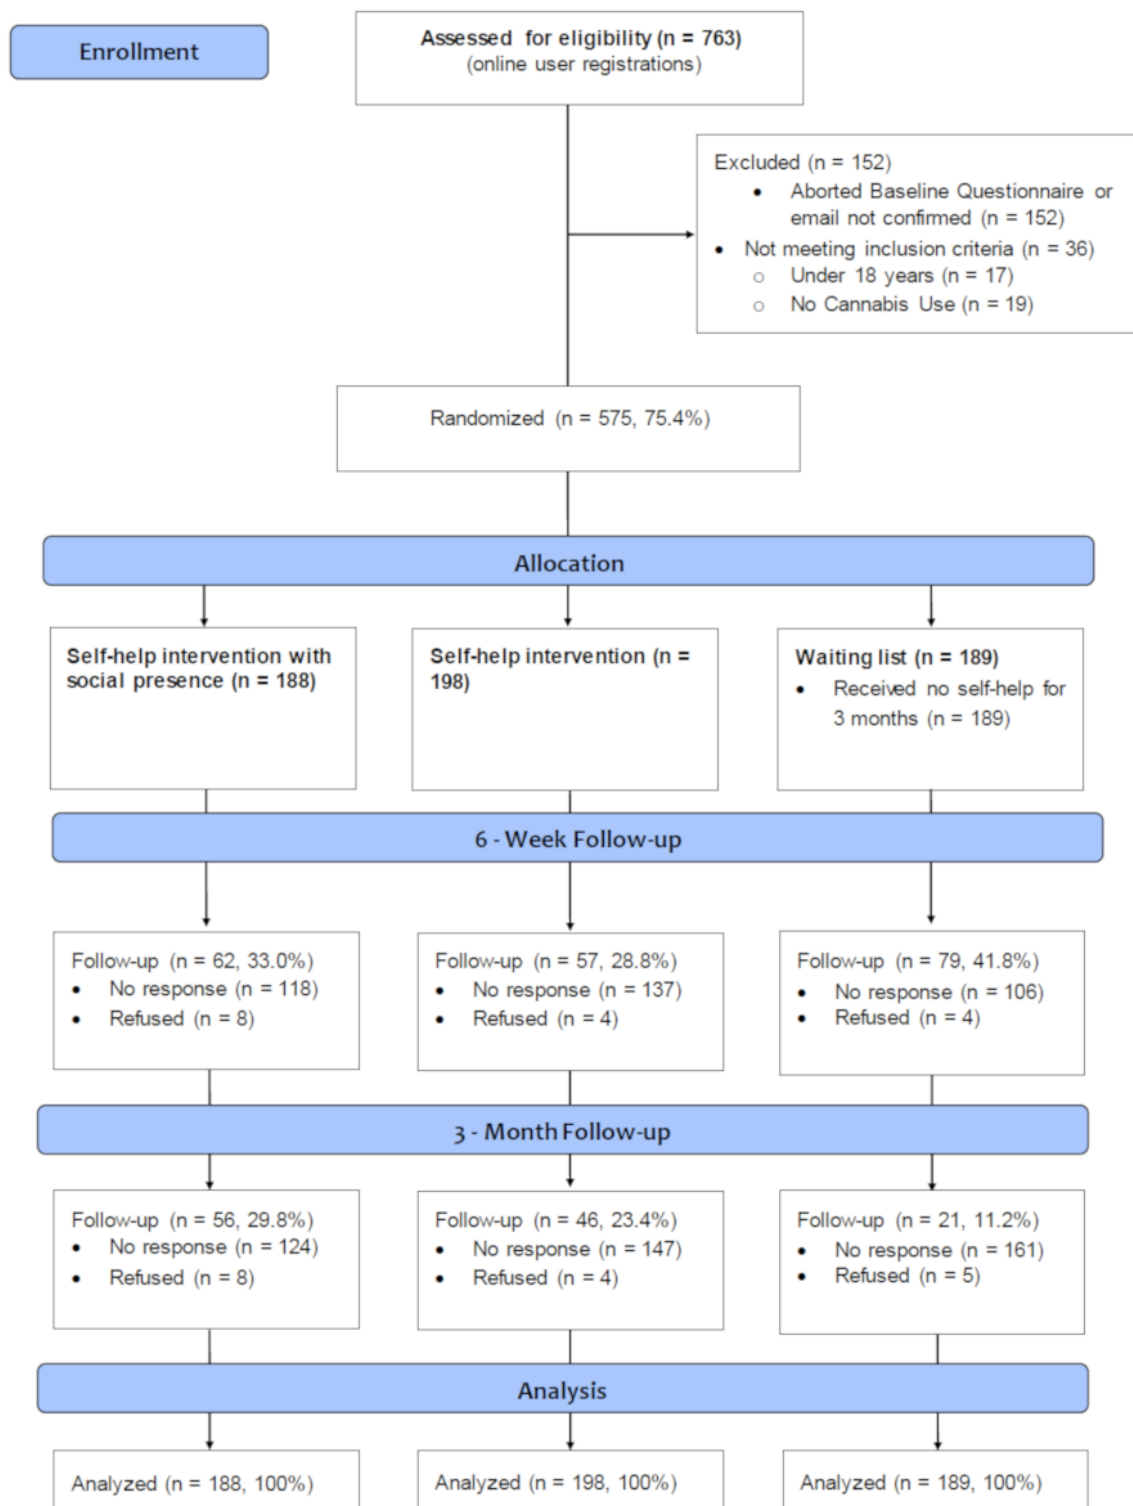 Enrollment
Assessed for eligibility (n = 763)
(online user registrations)
Excluded (n = 152)
• Aborted Baseline Questionnaire or
email not confirmed (n = 152)
• Not meeting inclusion criteria (n = 36)
○ Under 18 years (n = 17)
○ No Cannabis Use (n = 19)
Randomized (n = 575, 75.4%)
Allocation
Self-help intervention with
social presence (n = 188)
Self-help intervention (n =
198)
Waiting list (n = 189)
• Received no self-help for
3 months (n = 189)
6 - Week Follow-up
Follow-up (n = 62, 33.0%)
• No response (n = 118)
• Refused (n = 8)
Follow-up (n = 57, 28.8%)
• No response (n = 137)
• Refused (n = 4)
Follow-up (n = 79, 41.8%)
• No response (n = 106)
• Refused (n = 4)
3 - Month Follow-up
Follow-up (n = 56, 29.8%)
• No response (n = 124)
• Refused (n = 8)
Follow-up (n = 46, 23.4%)
• No response (n = 147)
• Refused (n = 4)
Follow-up (n = 21, 11.2%)
• No response (n = 161)
• Refused (n = 5)
Analysis
Analyzed (n = 188, 100%)
Analyzed (n = 198, 100%)
Analyzed (n = 189, 100%)